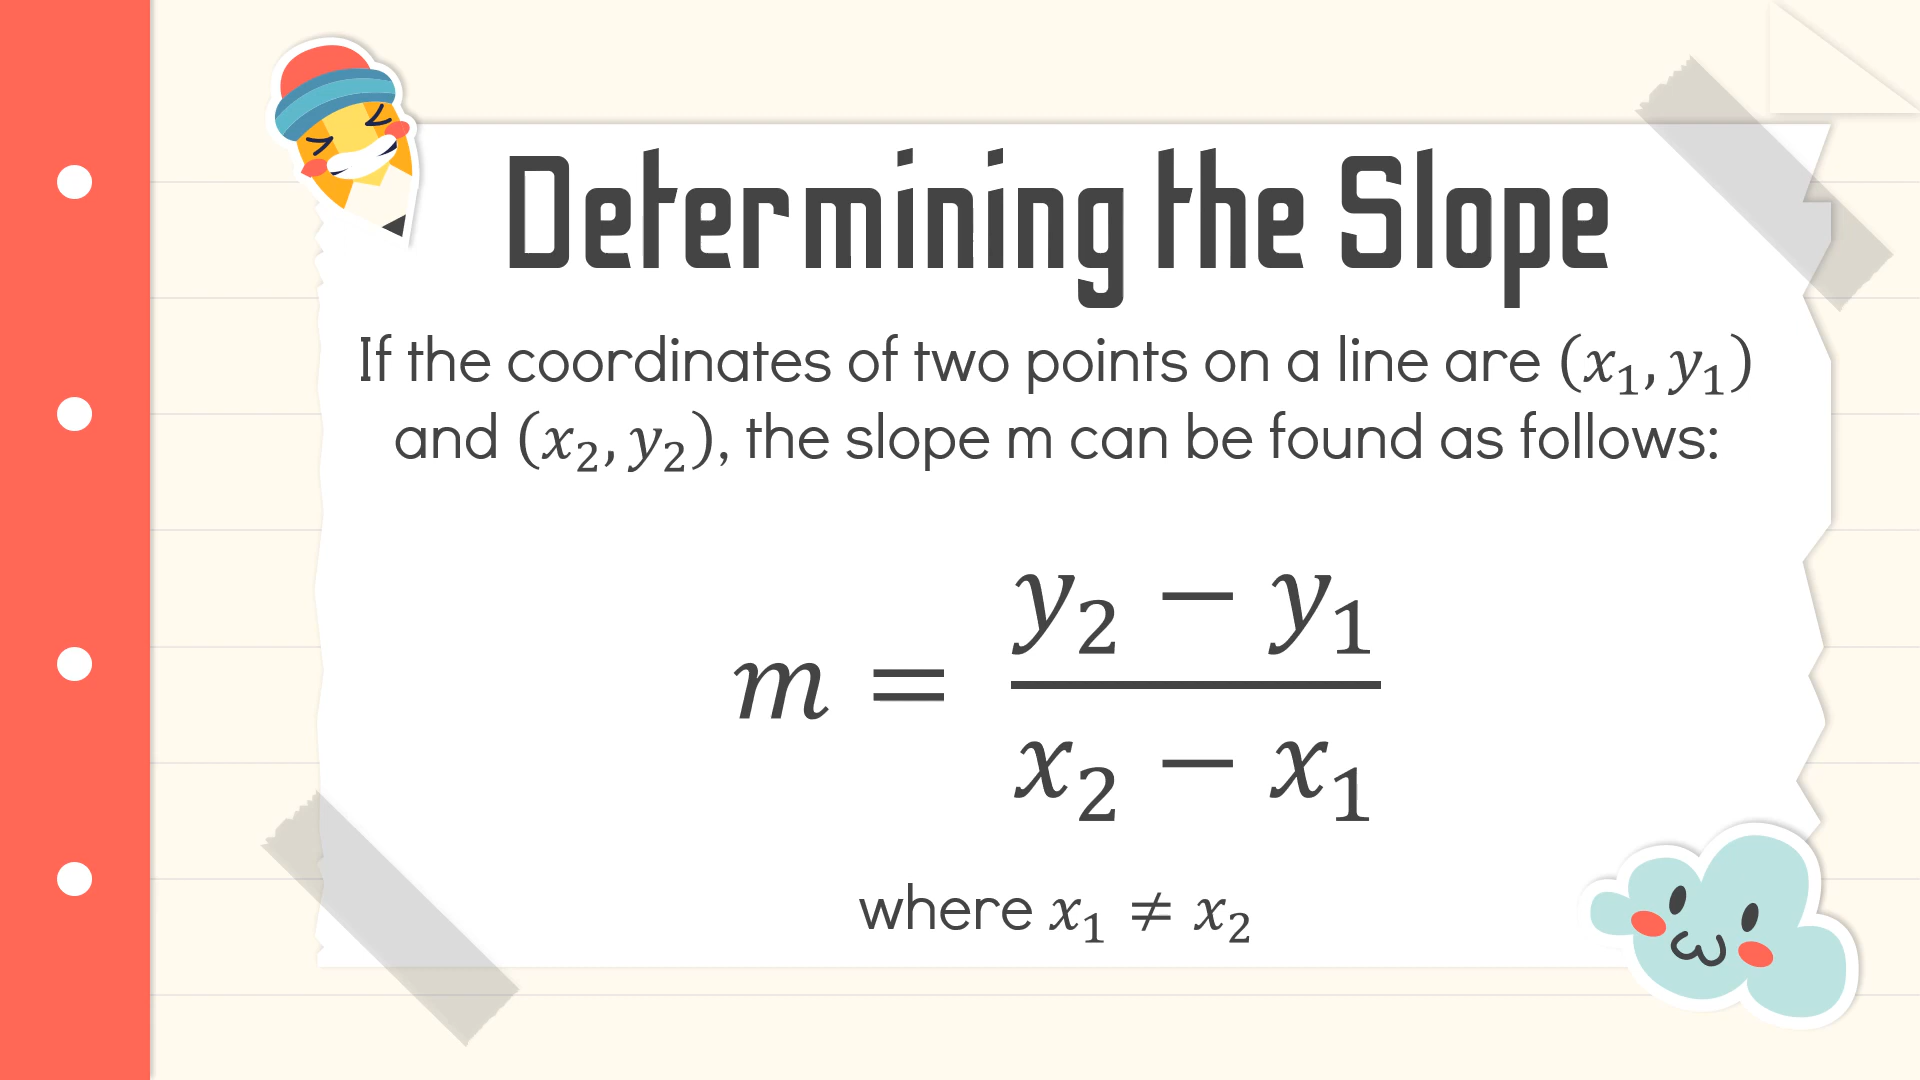 Determining the Slope
If the coordinates of two points on a line are (x₁, y₁)
and (x₂, y₂), the slope m can be found as follows:
m = (y₂ − y₁) / (x₂ − x₁)
where x₁ ≠ x₂